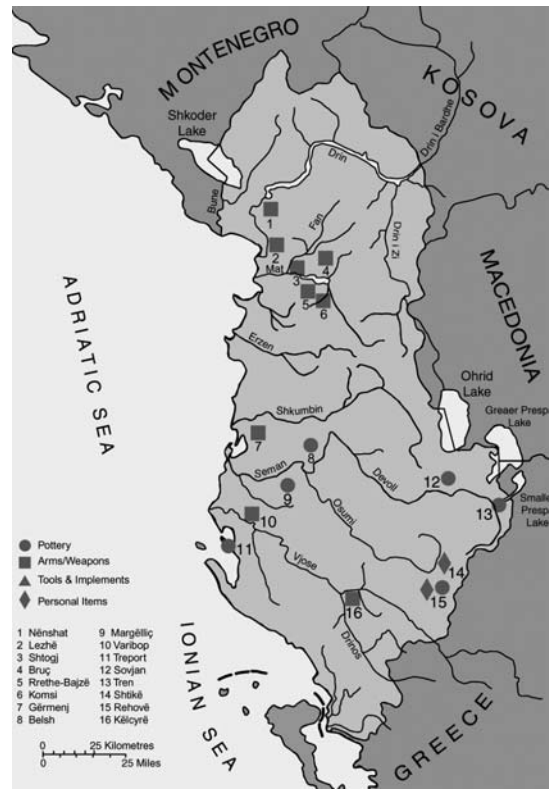 MONTENEGRO
KOSOVA
Shkoder
Lake
Drin
Drin i Bardhe
Bune
1
Fan
Drin i Zi
2
Mat
3
4
5
6
MACEDONIA
ADRIATIC SEA
Erzen
Ohrid
Lake
Shkumbin
Greaer Presp
Lake
7
8
Seman
Devoll
12
9
Smalle
Presp
Lake
13
Osumi
10
11
Vjose
14
15
16
Drinos
IONIAN SEA
GREECE
Pottery
Arms/Weapons
Tools & Implements
Personal Items
1 Nënshat
2 Lezhë
3 Shtogj
4 Bruç
5 Rrethe-Bajzë
6 Komsi
7 Gërmenj
8 Belsh
9 Margëlliç
10 Varibop
11 Treport
12 Sovjan
13 Tren
14 Shtikë
15 Rehovë
16 Këlcyrë
0 25 Kilometres
0 25 Miles